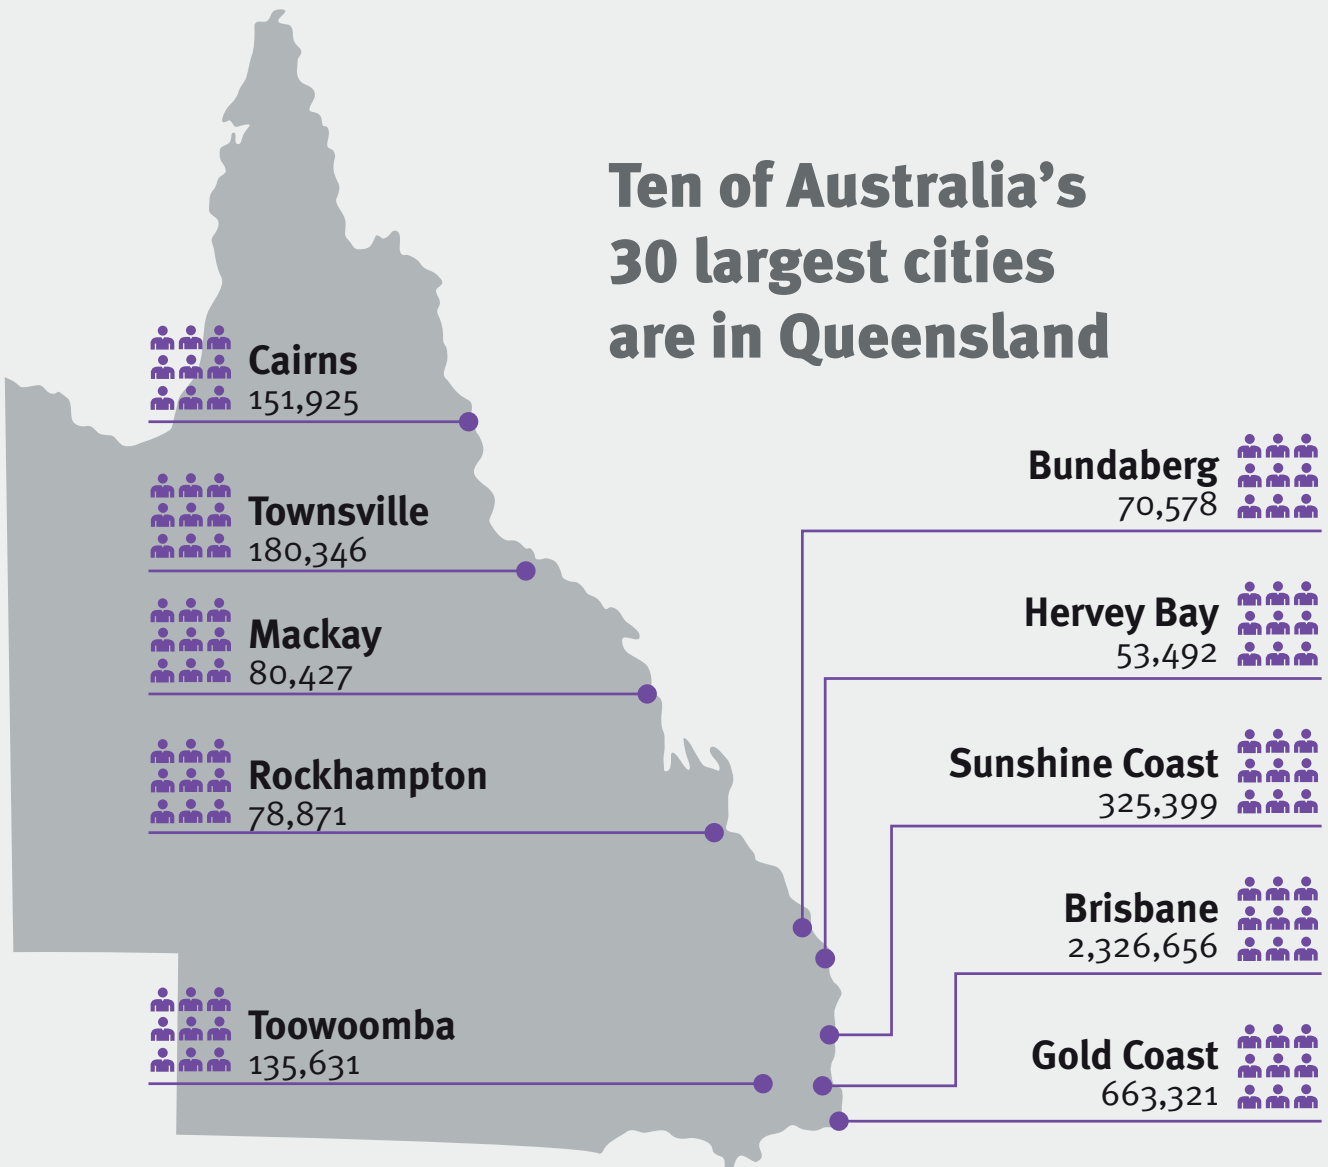 Ten of Australia’s
30 largest cities
are in Queensland
Cairns
151,925
Townsville
180,346
Mackay
80,427
Rockhampton
78,871
Toowoomba
135,631
Bundaberg
70,578
Hervey Bay
53,492
Sunshine Coast
325,399
Brisbane
2,326,656
Gold Coast
663,321